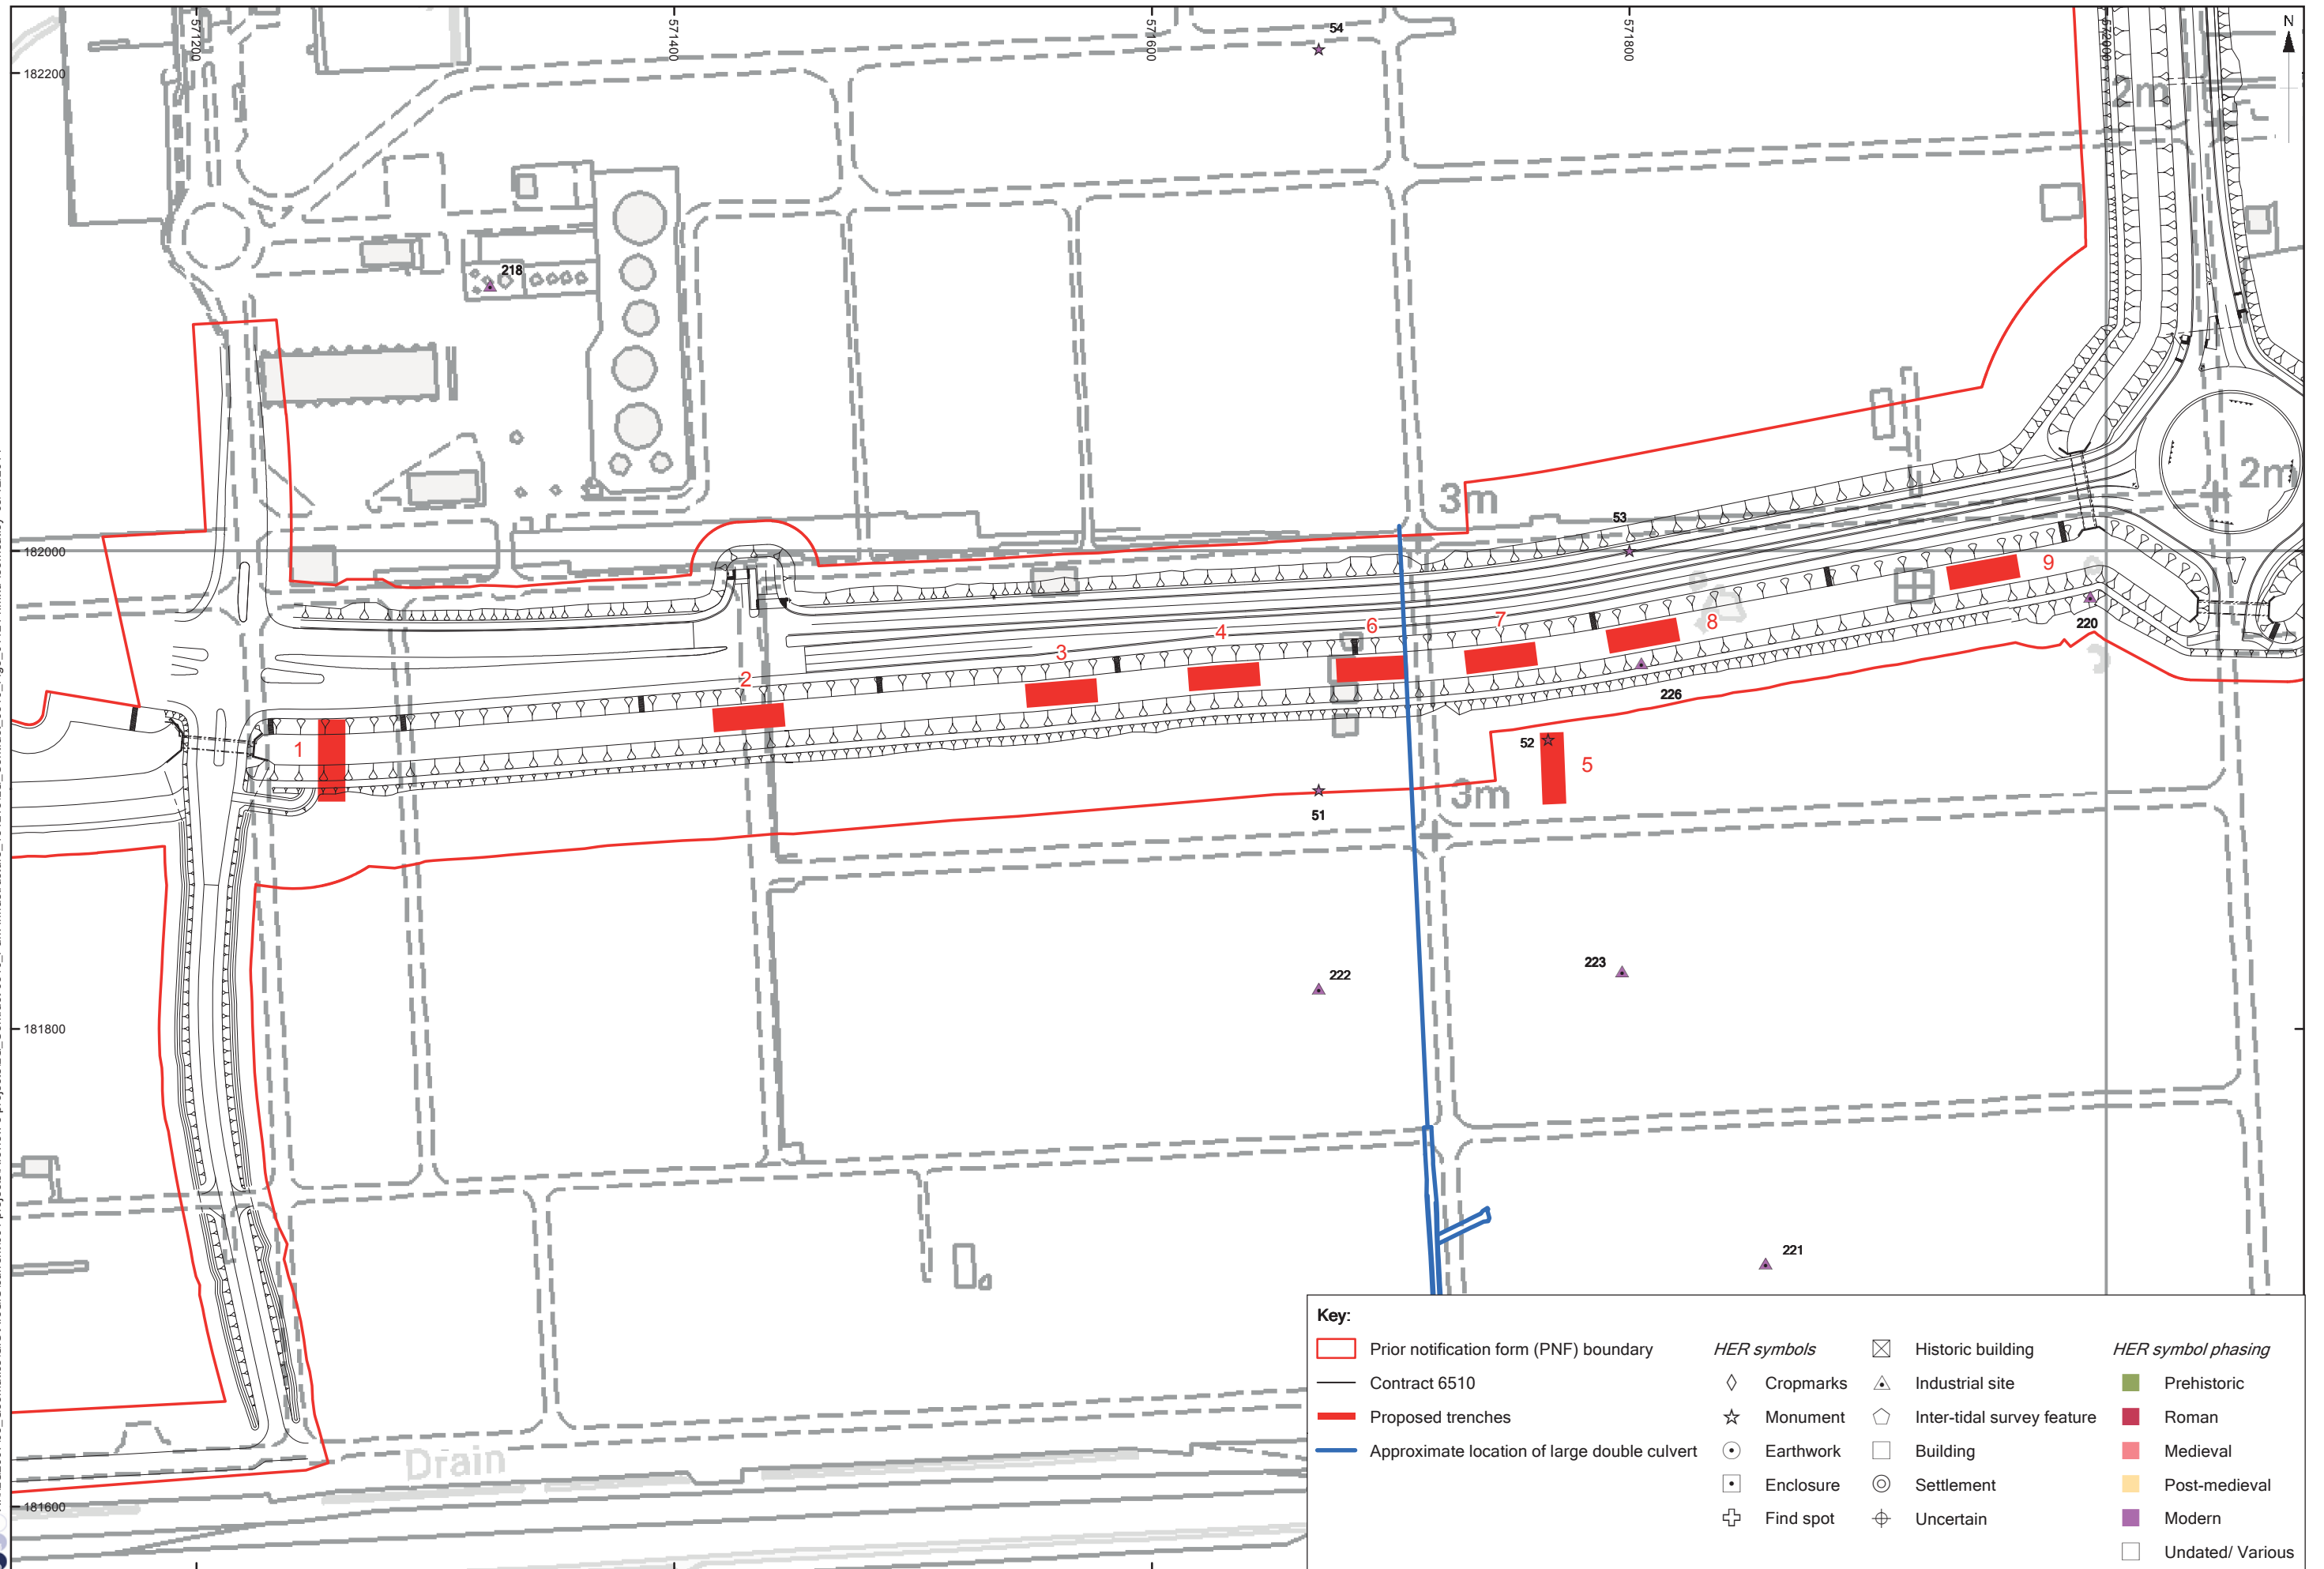 571200
571400
571600
571800
572000
N
54
182200
2m
218
3m
2m
53
182000
9
6
7
8
4
3
2
220
226
1
52
5
3m
51
222
223
181800
221
Drain
181600
Key:
Prior notification form (PNF) boundary
Contract 6510
Proposed trenches
Approximate location of large double culvert
HER symbols
Cropmarks
Monument
Earthwork
Enclosure
Find spot
Historic building
Industrial site
Inter-tidal survey feature
Building
Settlement
Uncertain
HER symbol phasing
Prehistoric
Roman
Medieval
Post-medieval
Modern
Undated/ Various